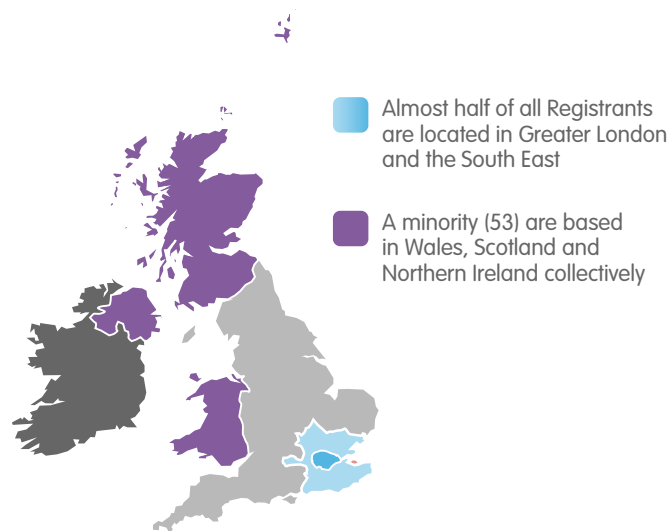 Almost half of all Registrants
are located in Greater London
and the South East
A minority (53) are based
in Wales, Scotland and
Northern Ireland collectively